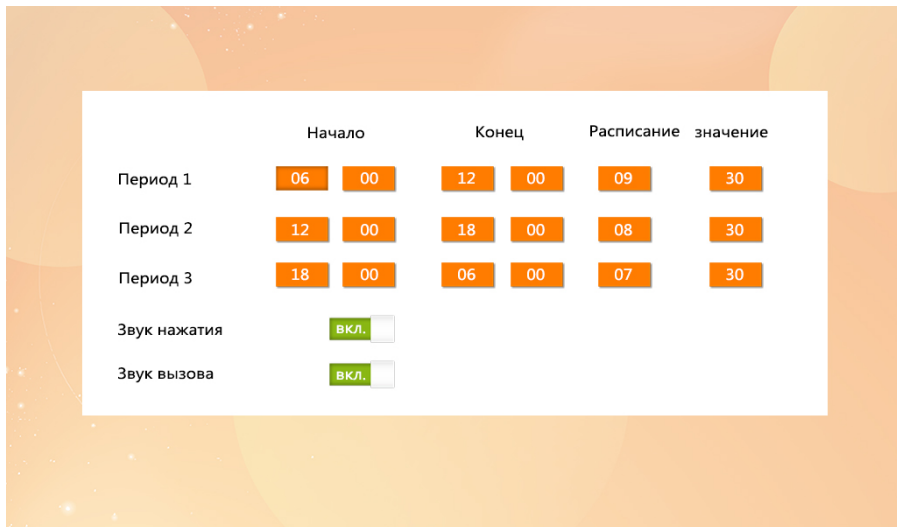 Начало Конец Расписание значение
Период 1 06 00 12 00 09 30
Период 2 12 00 18 00 08 30
Период 3 18 00 06 00 07 30
Звук нажатия вкл.
Звук вызова вкл.